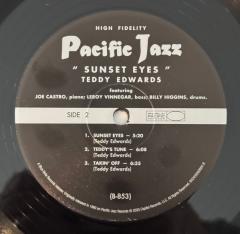 HIGH FIDELITY
Pacific Jazz
" SUNSET EYES "
TEDDY EDWARDS
featuring
JOE CASTRO, piano; LEROY VINNEGAR, bass; BILLY HIGGINS, drums.
SIDE 2
1. SUNSET EYES – 5:20
(Teddy Edwards)
2. TEDDY'S TUNE – 6:08
(Teddy Edwards)
3. TAKIN' OFF – 6:35
(Teddy Edwards)
(B-B53)